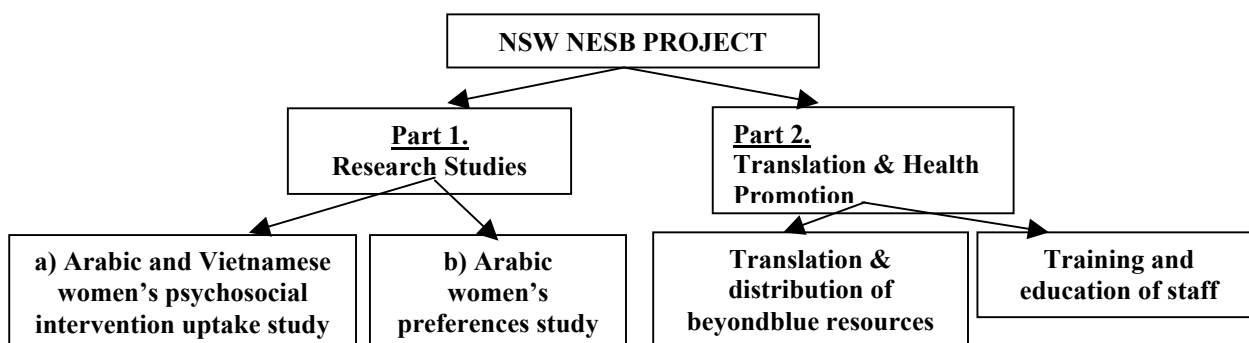 NSW NESB PROJECT
Part 1.
Research Studies
Part 2.
Translation & Health
Promotion
a) Arabic and Vietnamese
women's psychosocial
intervention uptake study
b) Arabic
women's
preferences study
Translation &
distribution of
beyondblue resources
Training and
education of staff